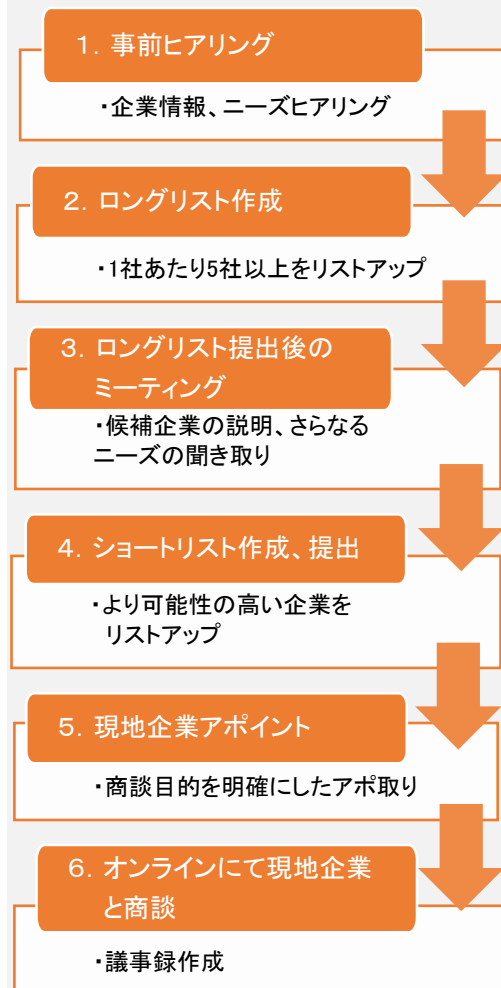 １．事前ヒアリング
・企業情報、ニーズヒアリング
２．ロングリスト作成
・1社あたり5社以上をリストアップ
３．ロングリスト提出後の
ミーティング
・候補企業の説明、さらなる
ニーズの聞き取り
４．ショートリスト作成、提出
・より可能性の高い企業を
リストアップ
５．現地企業アポイント
・商談目的を明確にしたアポ取り
６．オンラインにて現地企業
と商談
・議事録作成